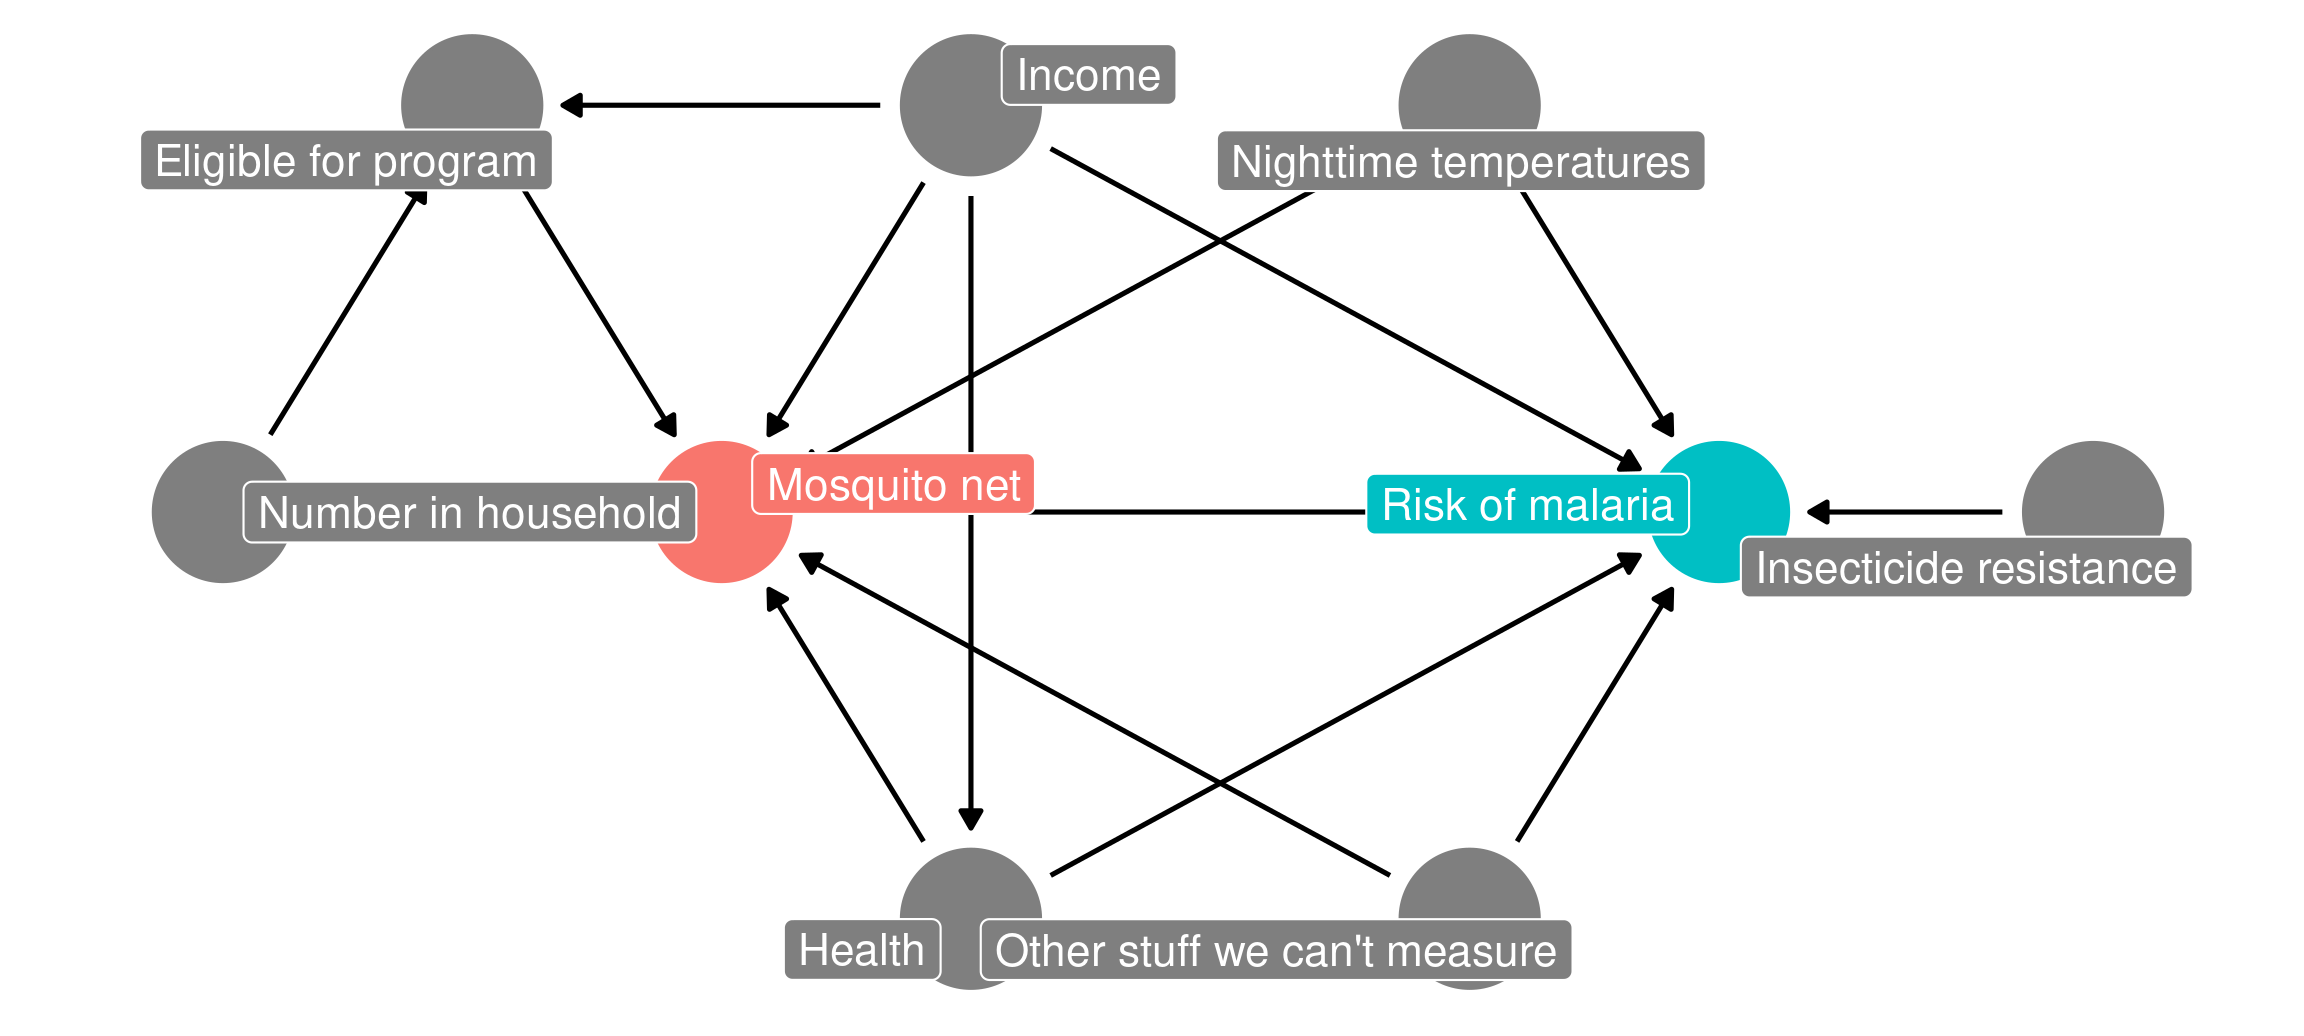 Income
Eligible for program
Nighttime temperatures
Mosquito net
Risk of malaria
Number in household
Insecticide resistance
Health
Other stuff we can't measure